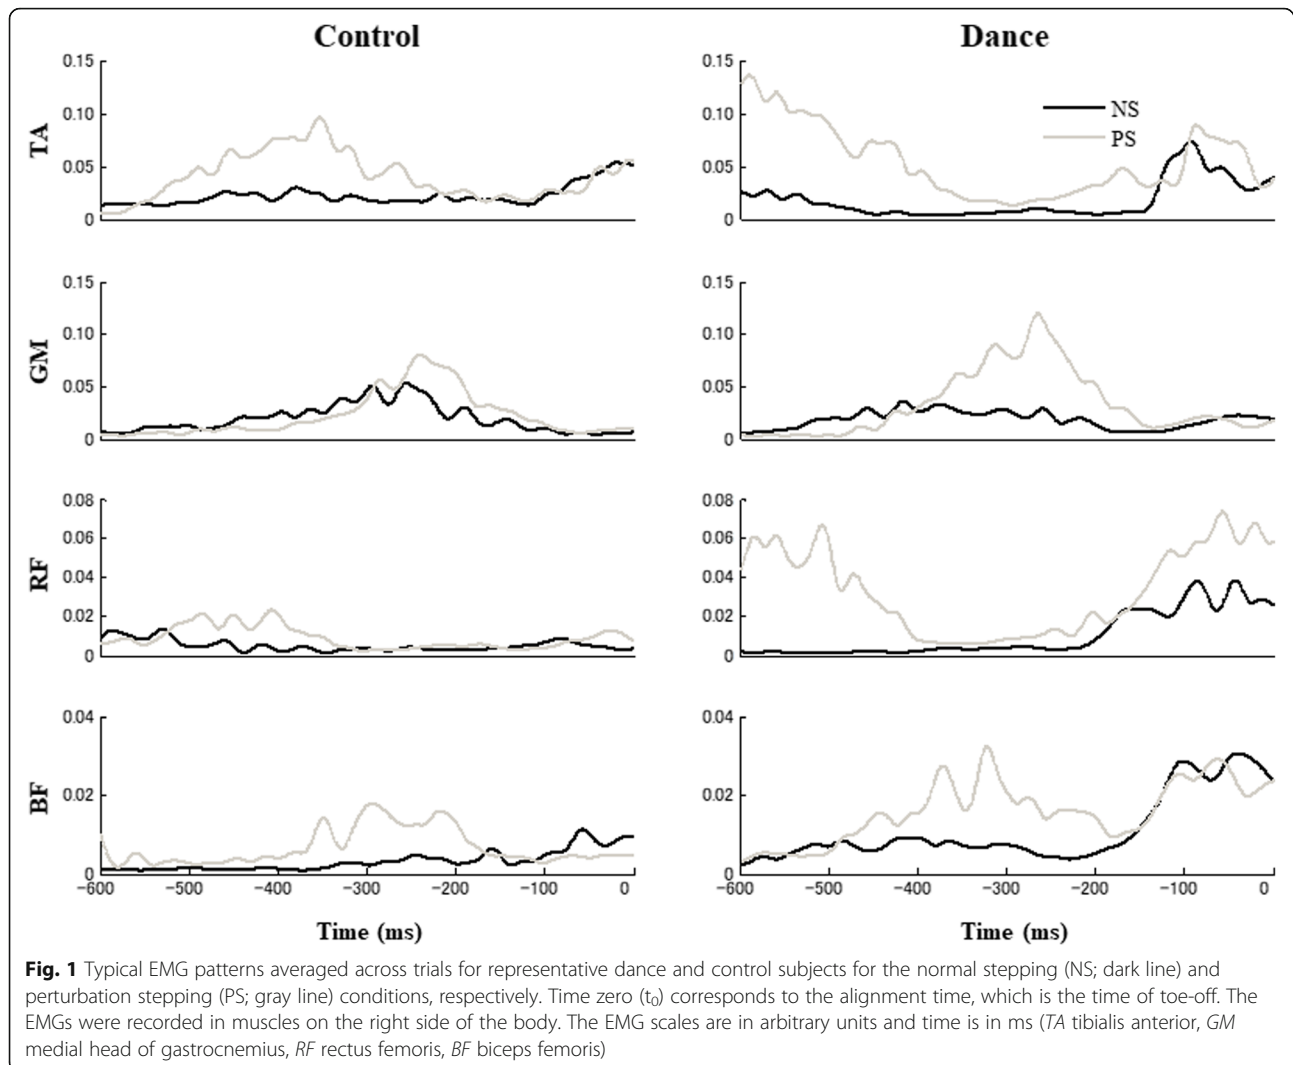 Control
Dance
TA
0.15
0.10
0.05
0
0.15
0.10
0.05
0
NS
PS
GM
0.15
0.10
0.05
0
0.15
0.10
0.05
0
RF
0.08
0.06
0.04
0.02
0
0.08
0.06
0.04
0.02
0
BF
0.04
0.02
0
−600 −500 −400 −300 −200 −100 0
0.04
0.02
0
−600 −500 −400 −300 −200 −100 0
Time (ms)
Time (ms)
Fig. 1 Typical EMG patterns averaged across trials for representative dance and control subjects for the normal stepping (NS; dark line) and
perturbation stepping (PS; gray line) conditions, respectively. Time zero (t0) corresponds to the alignment time, which is the time of toe-off. The
EMGs were recorded in muscles on the right side of the body. The EMG scales are in arbitrary units and time is in ms (TA tibialis anterior, GM
medial head of gastrocnemius, RF rectus femoris, BF biceps femoris)